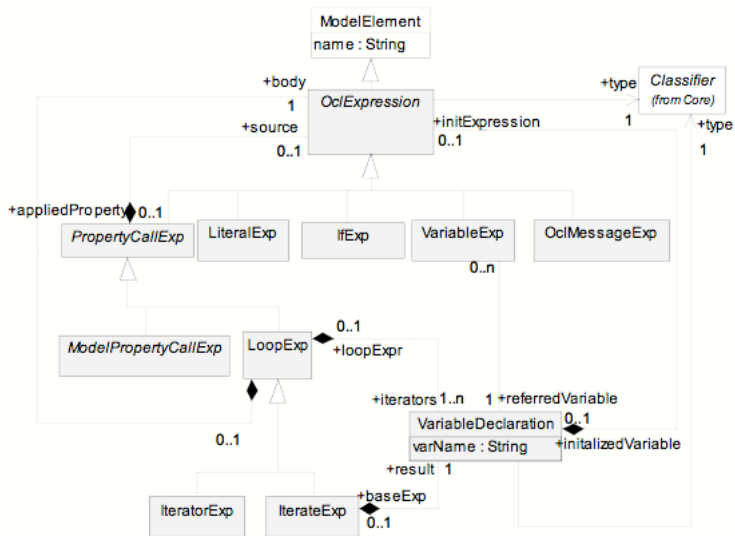 ModelElement
name : String
+body
1
OclExpression
+type
1
Classifier
(from Core)
+type
1
+source
0..1
+initExpression
0..1
+appliedProperty
0..1
PropertyCallExp
LiteralExp
IfExp
VariableExp
OclMessageExp
0..n
ModelPropertyCallExp
LoopExp
0..1
+loopExpr
+iterators
1..n
1
+referredVariable
0..1
VariableDeclaration
0..1
varName : String
+initalizedVariable
+result
1
IteratorExp
IterateExp
+baseExp
0..1